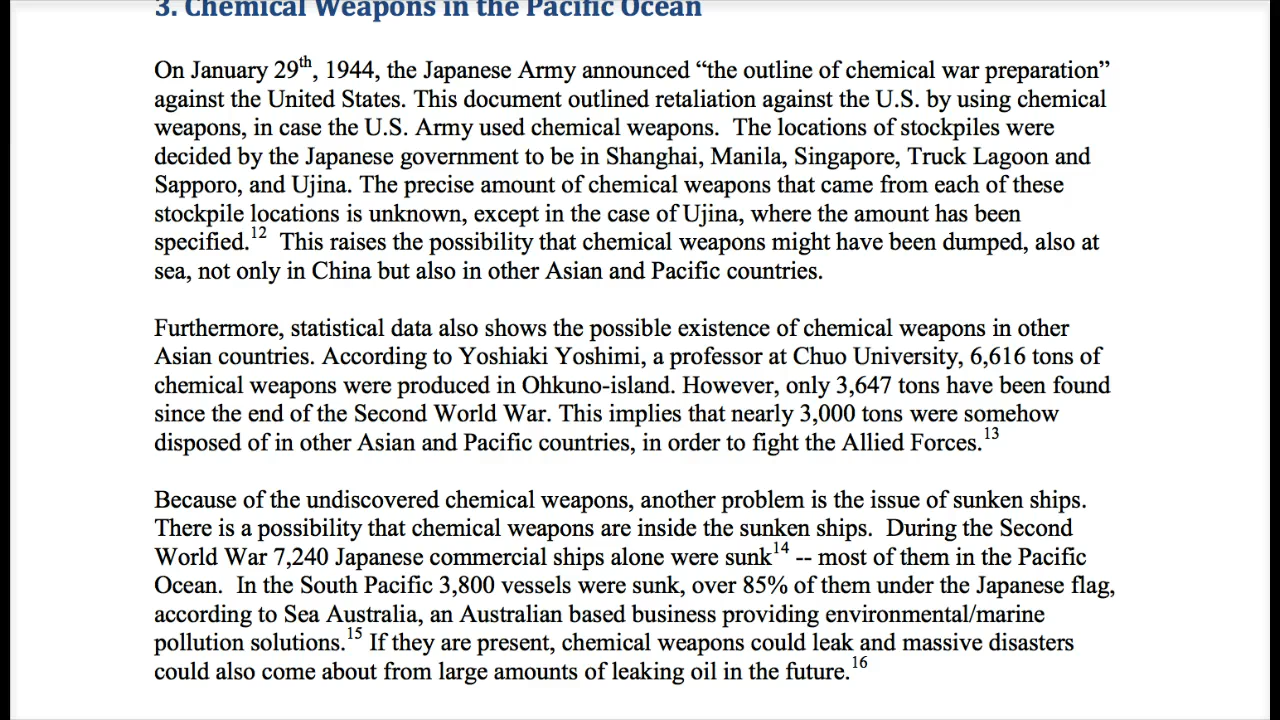 3. Chemical Weapons in the Pacific Ocean
On January 29th, 1944, the Japanese Army announced “the outline of chemical war preparation”
against the United States. This document outlined retaliation against the U.S. by using chemical
weapons, in case the U.S. Army used chemical weapons.  The locations of stockpiles were
decided by the Japanese government to be in Shanghai, Manila, Singapore, Truck Lagoon and
Sapporo, and Ujina. The precise amount of chemical weapons that came from each of these
stockpile locations is unknown, except in the case of Ujina, where the amount has been
specified.12  This raises the possibility that chemical weapons might have been dumped, also at
sea, not only in China but also in other Asian and Pacific countries.
Furthermore, statistical data also shows the possible existence of chemical weapons in other
Asian countries. According to Yoshiaki Yoshimi, a professor at Chuo University, 6,616 tons of
chemical weapons were produced in Ohkuno-island. However, only 3,647 tons have been found
since the end of the Second World War. This implies that nearly 3,000 tons were somehow
disposed of in other Asian and Pacific countries, in order to fight the Allied Forces.13
Because of the undiscovered chemical weapons, another problem is the issue of sunken ships.
There is a possibility that chemical weapons are inside the sunken ships.  During the Second
World War 7,240 Japanese commercial ships alone were sunk14 -- most of them in the Pacific
Ocean.  In the South Pacific 3,800 vessels were sunk, over 85% of them under the Japanese flag,
according to Sea Australia, an Australian based business providing environmental/marine
pollution solutions.15 If they are present, chemical weapons could leak and massive disasters
could also come about from large amounts of leaking oil in the future.16